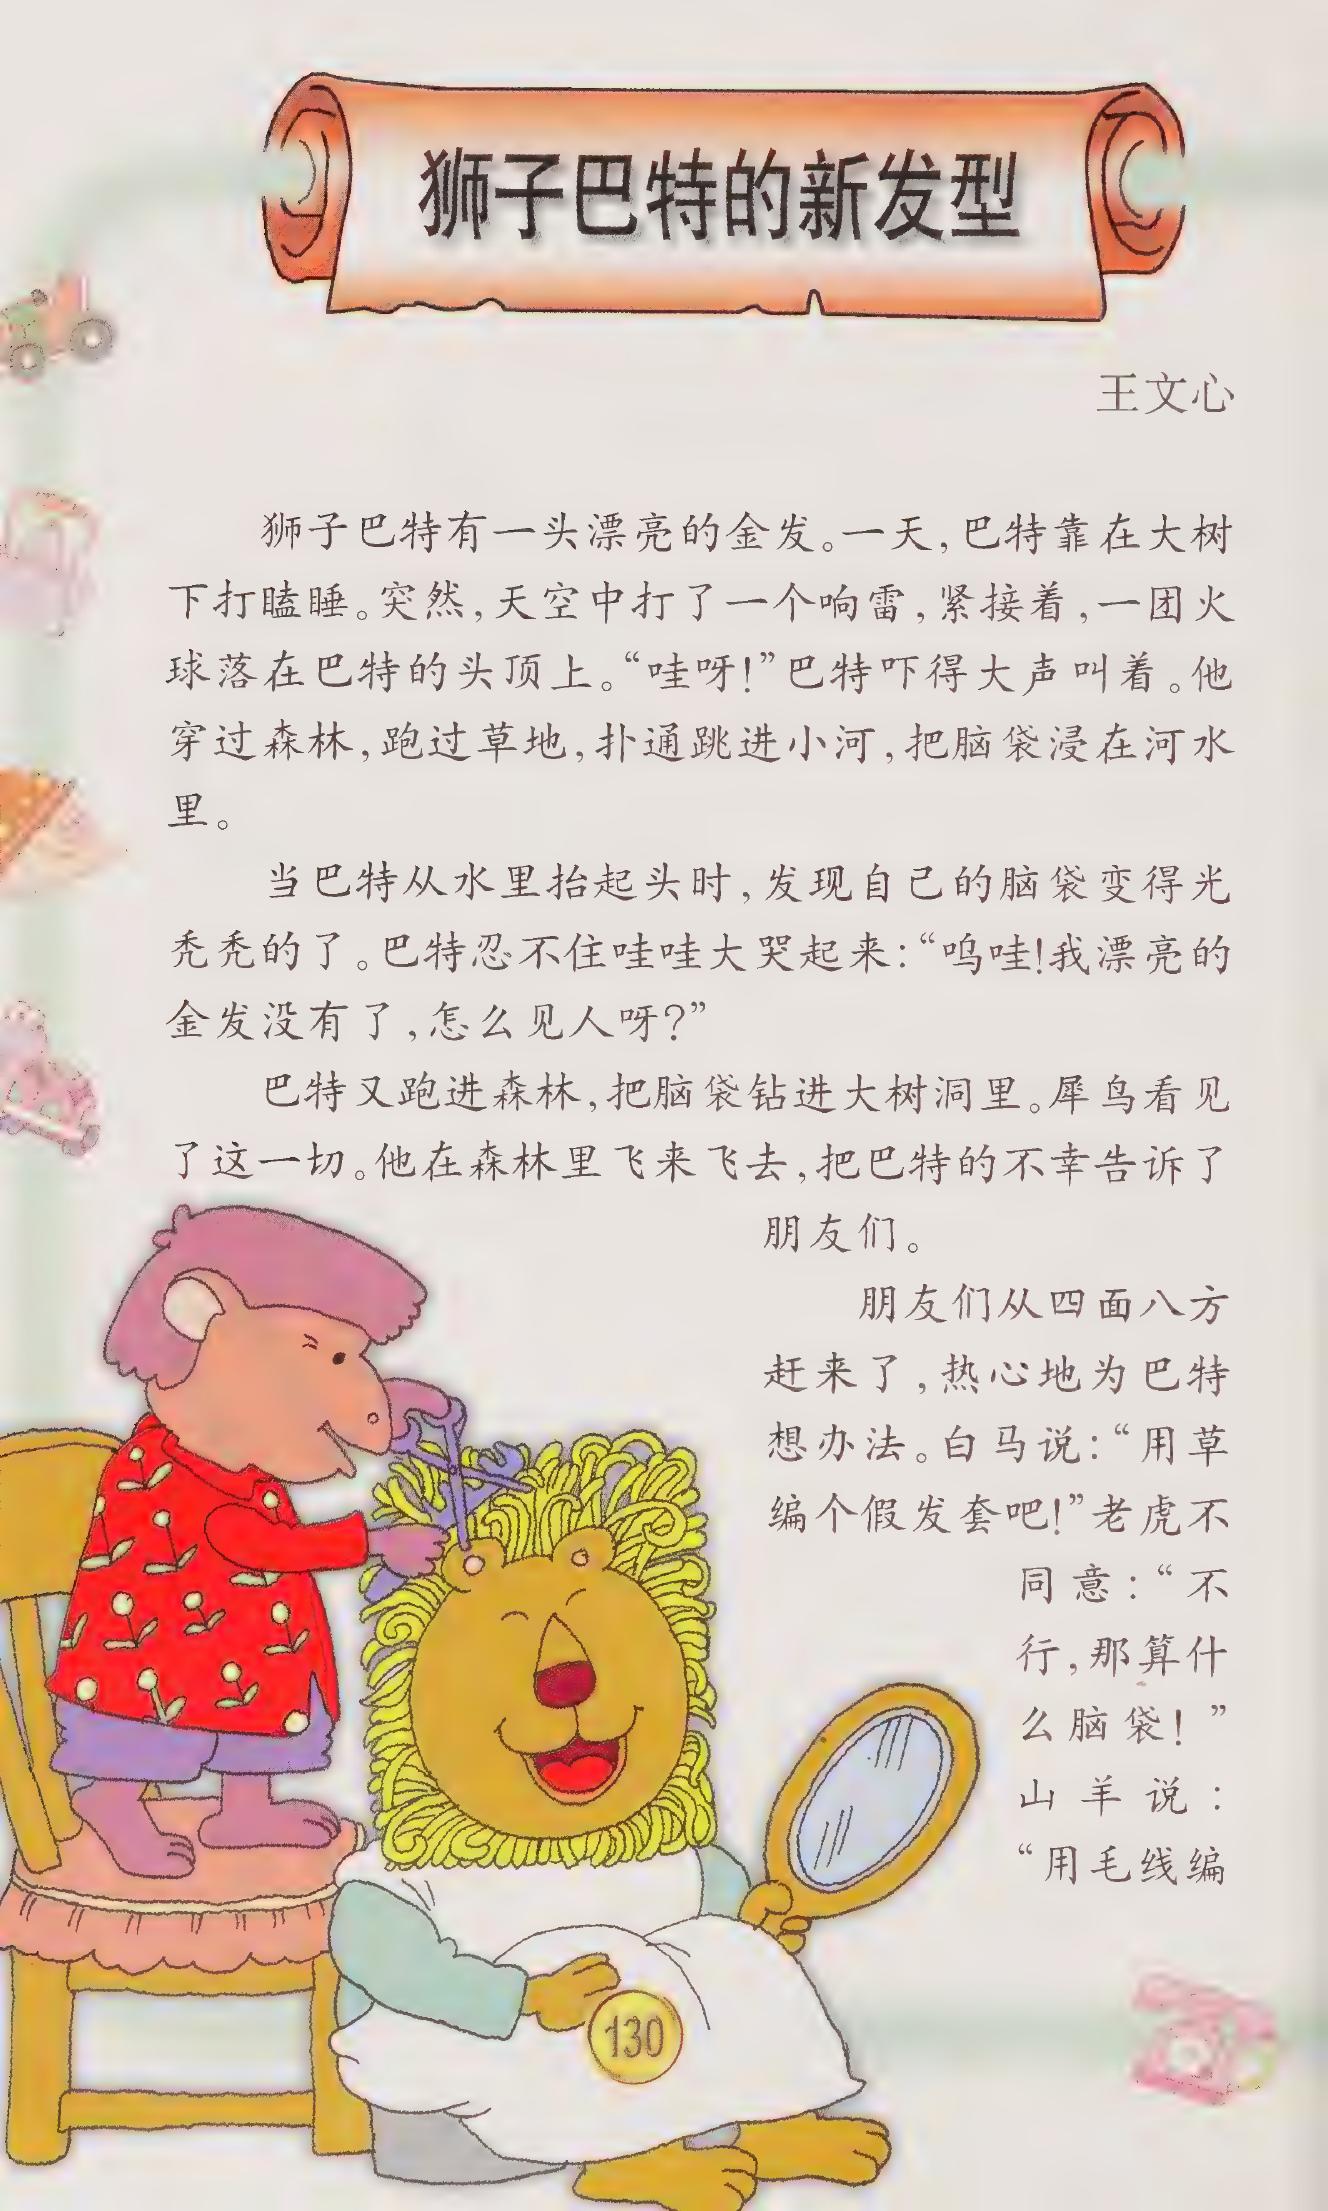 狮子巴特的新发型
王文心
狮子巴特有一头漂亮的金发。一天,巴特靠在大树
下打瞌睡。突然,天空中打了一个响雷,紧接着,一团火
球落在巴特的头顶上。“哇呀!”巴特吓得大声叫着。他
穿过森林,跑过草地,扑通跳进小河,把脑袋浸在河水
里。
当巴特从水里抬起头时,发现自己的脑袋变得光
秃秃的了。巴特忍不住哇哇大哭起来:“呜哇!我漂亮的
金发没有了,怎么见人呀?”
巴特又跑进森林,把脑袋钻进大树洞里。犀鸟看见
了这一切。他在森林里飞来飞去,把巴特的不幸告诉了
朋友们。
朋友们从四面八方
赶来了,热心地为巴特
想办法。白马说:“用草
编个假发套吧!”老虎不
同意:“不
行,那算什
么脑袋!”
山羊说:
“用毛线编
130